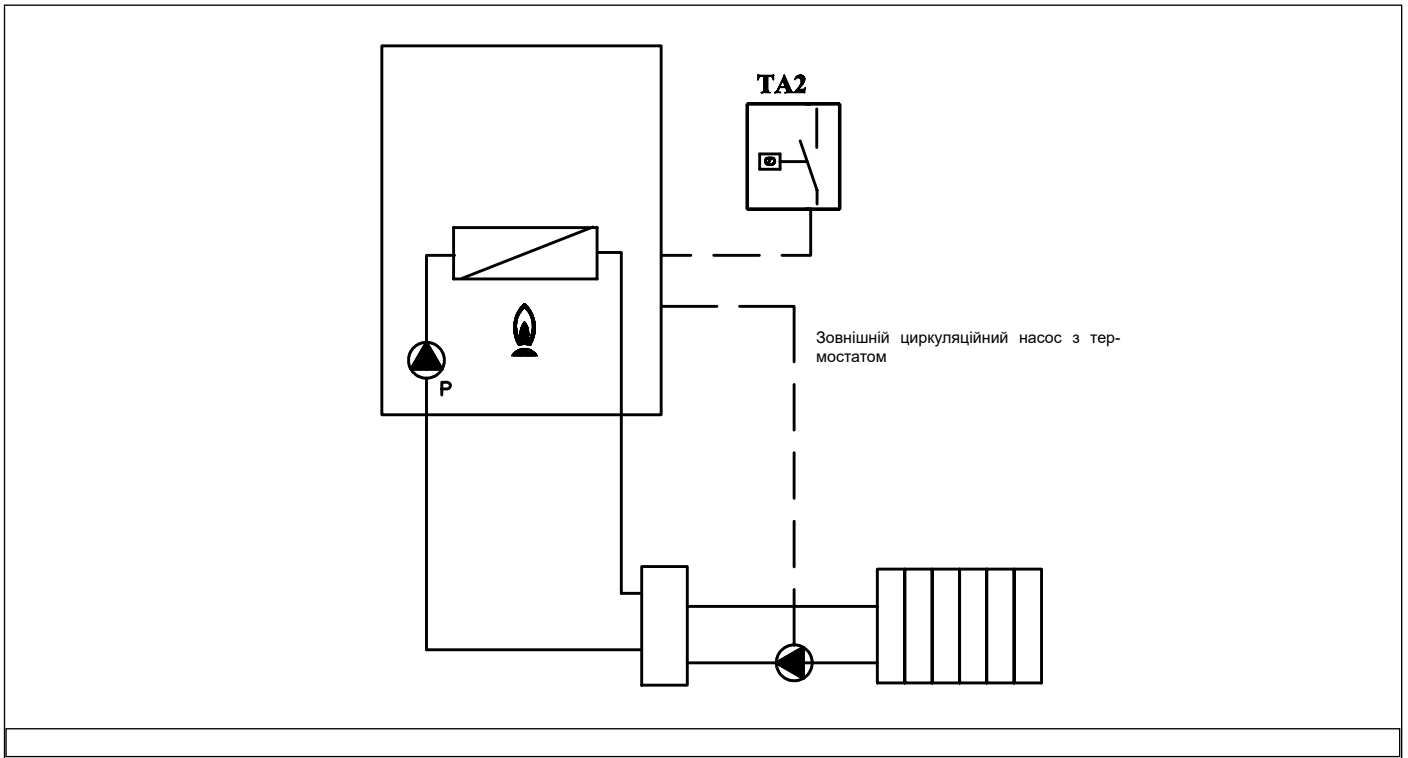 TA2
Зовнішній циркуляційний насос з тер-
мостатом
P